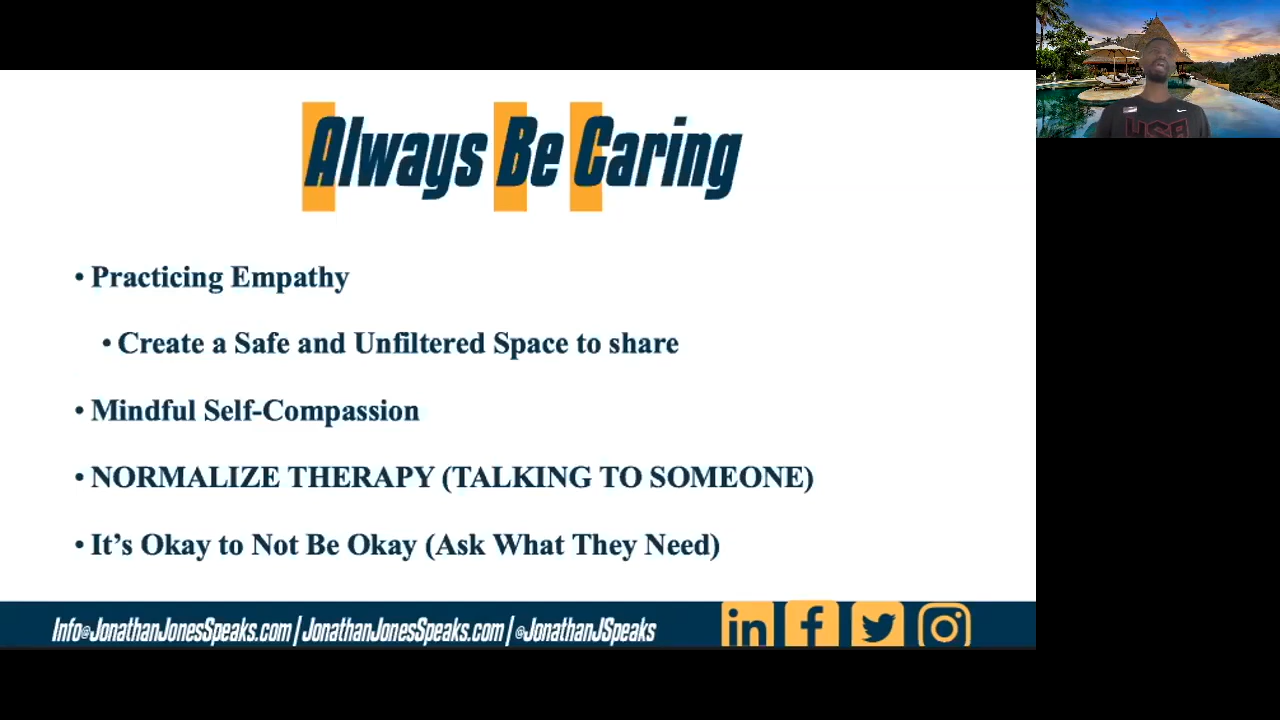 Always Be Caring
• Practicing Empathy
• Create a Safe and Unfiltered Space to share
• Mindful Self-Compassion
• NORMALIZE THERAPY (TALKING TO SOMEONE)
• It’s Okay to Not Be Okay (Ask What They Need)
Info@JonathanJonesSpeaks.com | JonathanJonesSpeaks.com | @JonathanJSpeaks
USA